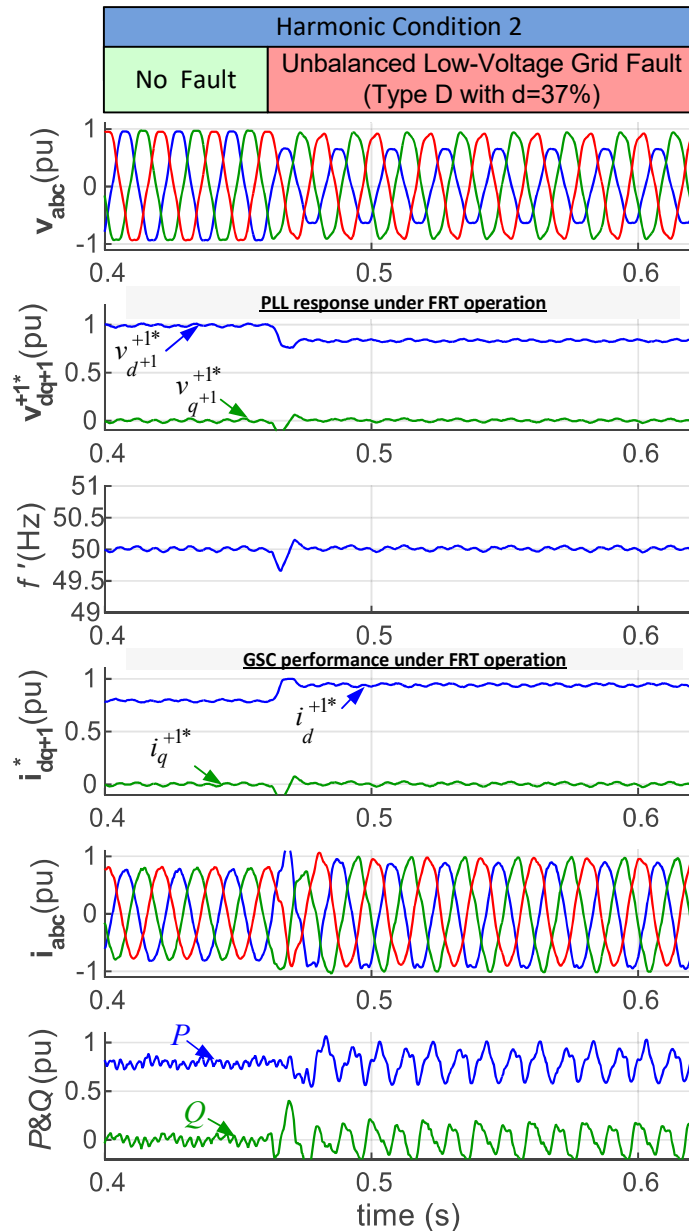 Harmonic Condition 2
No Fault
Unbalanced Low-Voltage Grid Fault
(Type D with d=37%)
v_abc(pu)
1
0
-1
0.4
0.5
0.6
PLL response under FRT operation
v^{+1*}_{dq+1}(pu)
1
0.5
0
v^{+1*}_{d+1}
v^{+1*}_{q+1}
0.4
0.5
0.6
f '(Hz)
51
50.5
50
49.5
49
0.4
0.5
0.6
GSC performance under FRT operation
i^*_{dq+1}(pu)
1
0.5
0
i^{+1*}_q
i^{+1*}_d
0.4
0.5
0.6
i_abc(pu)
1
0
-1
0.4
0.5
0.6
P&Q(pu)
1
0.5
0
P
Q
0.4
0.5
0.6
time (s)